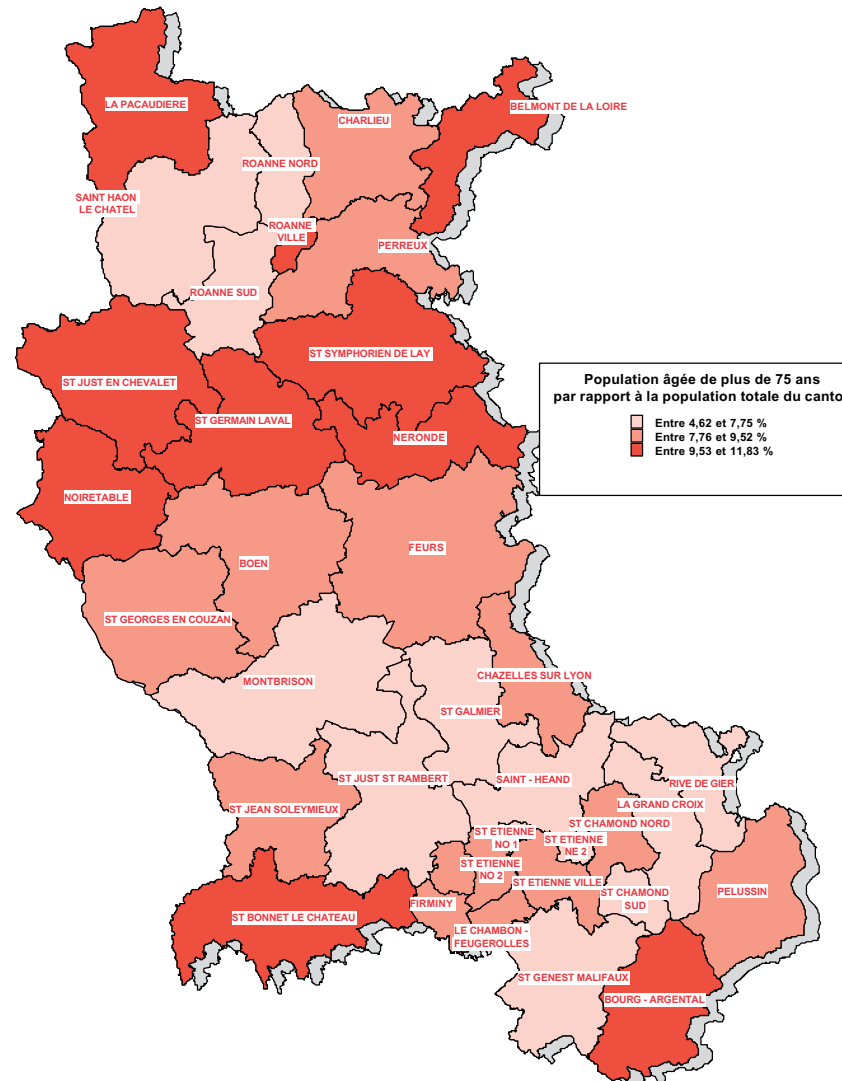 LA PACAUDIERE
BELMONT DE LA LOIRE
CHARLIEU
ROANNE NORD
SAINT HAON
LE CHATEL
ROANNE
VILLE
PERREUX
ROANNE SUD
ST SYMPHORIEN DE LAY
ST JUST EN CHEVALET
Population âgée de plus de 75 ans
par rapport à la population totale du canto
Entre 4,62 et 7,75 %
Entre 7,76 et 9,52 %
Entre 9,53 et 11,83 %
ST GERMAIN LAVAL
NERONDE
NOIRETABLE
FEURS
BOEN
ST GEORGES EN COUZAN
CHAZELLES SUR LYON
MONTBRISON
ST GALMIER
ST JUST ST RAMBERT
SAINT - HEAND
RIVE DE GIER
ST JEAN SOLEYMIEUX
LA GRAND CROIX
ST CHAMOND NORD
ST ETIENNE
NO 1
ST ETIENNE
NE 2
ST ETIENNE
NO 2
ST ETIENNE VILLE
ST CHAMOND
SUD
PELUSSIN
FIRMINY
ST BONNET LE CHATEAU
LE CHAMBON -
FEUGEROLLES
ST GENEST MALIFAUX
BOURG - ARGENTAL